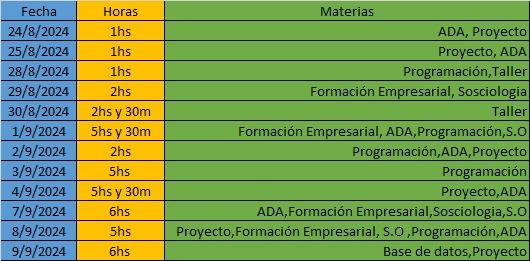 Fecha Horas Materias
24/8/2024 1hs ADA, Proyecto
25/8/2024 1hs Proyecto, ADA
28/8/2024 1hs Programación,Taller
29/8/2024 2hs Formación Empresarial, Sosciologia
30/8/2024 2hs y 30m Taller
1/9/2024 5hs y 30m Formación Empresarial, ADA,Programación,S.O
2/9/2024 2hs Programación,ADA,Proyecto
3/9/2024 5hs Programación
4/9/2024 5hs y 30m Proyecto,ADA
7/9/2024 6hs ADA,Formación Empresarial,Sosciologia,S.O
8/9/2024 5hs Proyecto,Formación Empresarial, S.O ,Programación,ADA
9/9/2024 6hs Base de datos,Proyecto